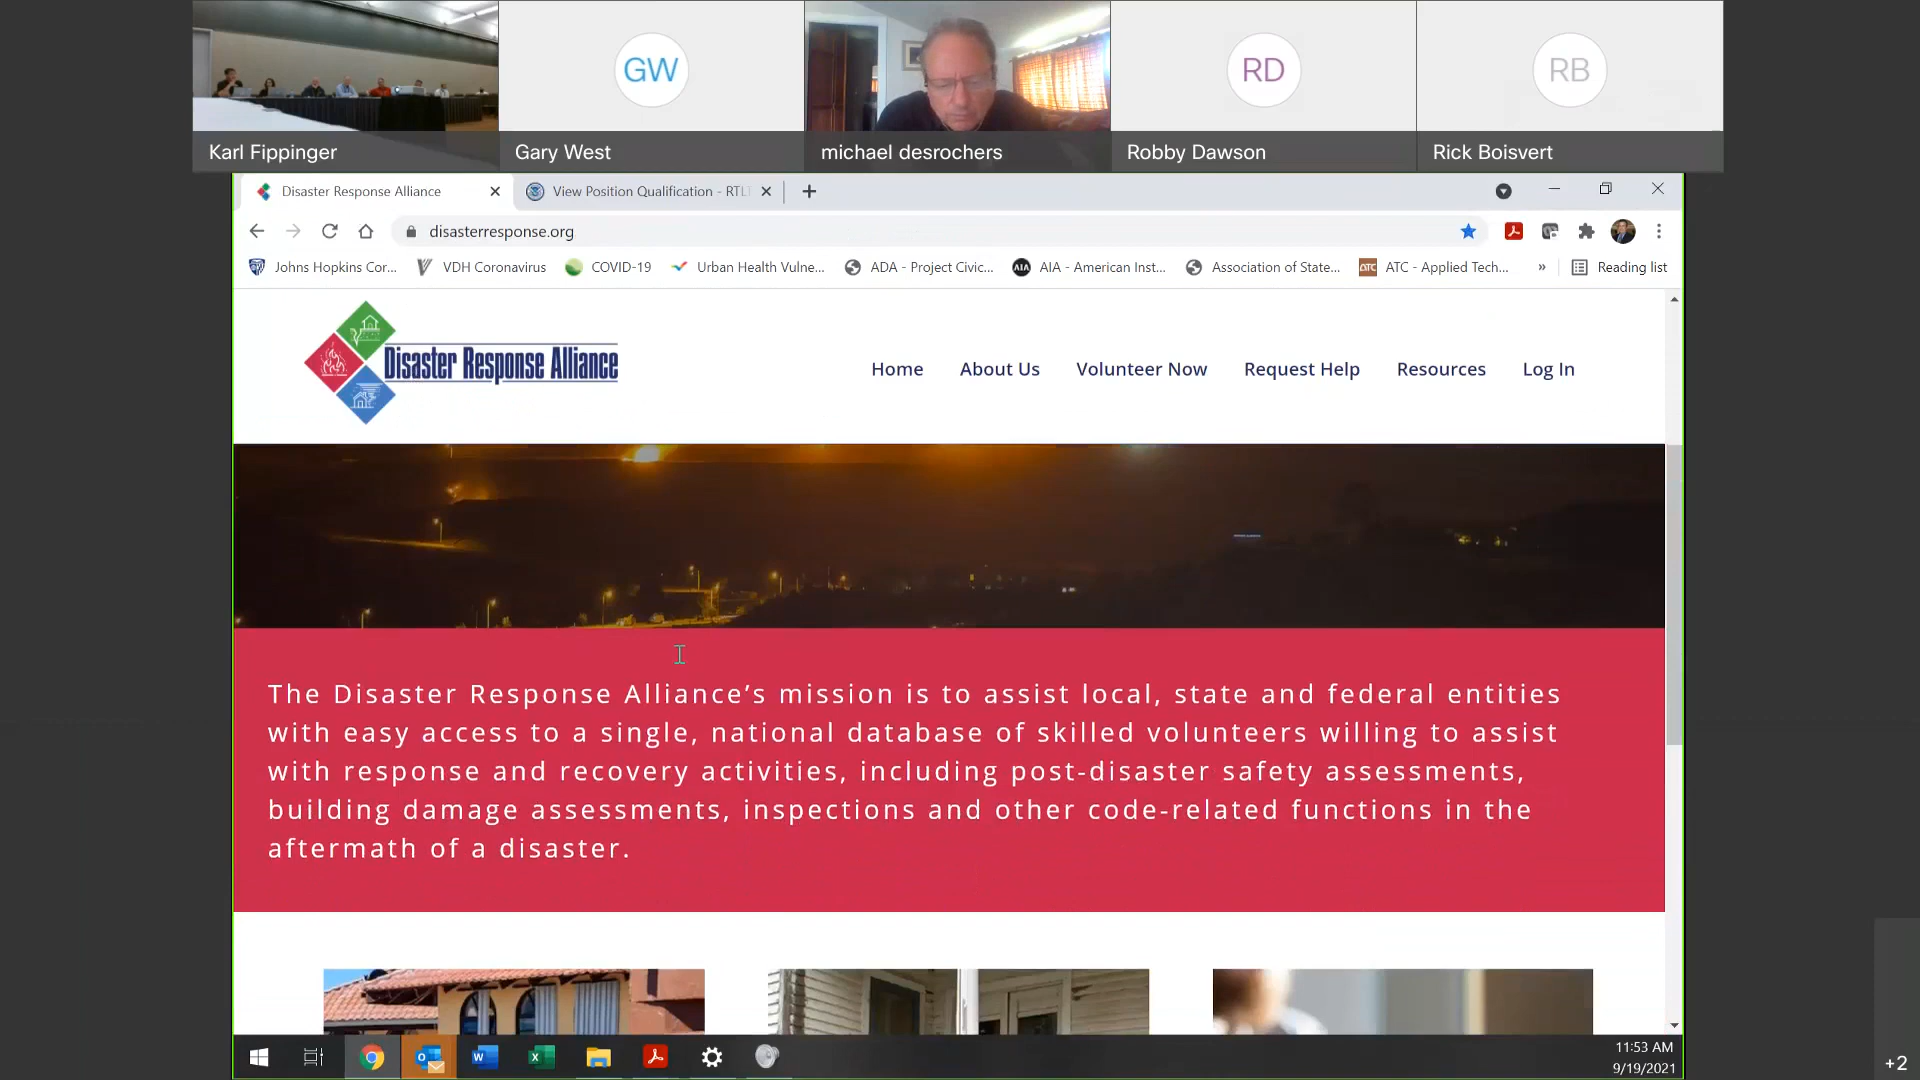 GW
RD
RB
Karl Fippinger
Gary West
michael desrochers
Robby Dawson
Rick Boisvert
Disaster Response Alliance
View Position Qualification - RTLT
disasterresponse.org
Johns Hopkins Cor...
VDH Coronavirus
COVID-19
Urban Health Vulne...
ADA - Project Civic...
AIA
AIA - American Inst...
Association of State...
ATC
ATC - Applied Tech...
»
Reading list
Disaster Response Alliance
Home
About Us
Volunteer Now
Request Help
Resources
Log In
The Disaster Response Alliance’s mission is to assist local, state and federal entities
with easy access to a single, national database of skilled volunteers willing to assist
with response and recovery activities, including post-disaster safety assessments,
building damage assessments, inspections and other code-related functions in the
aftermath of a disaster.
11:53 AM
9/19/2021
+2